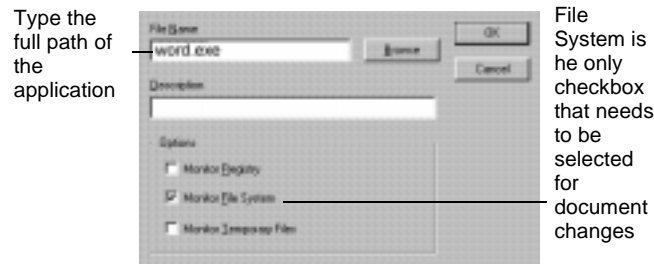 Type the
full path of
the
application
File Name
word.exe
Browse
OK
Cancel
Description
Options
Monitor Registry
Monitor File System
Monitor Temporary Files
File
System is
he only
checkbox
that needs
to be
selected
for
document
changes